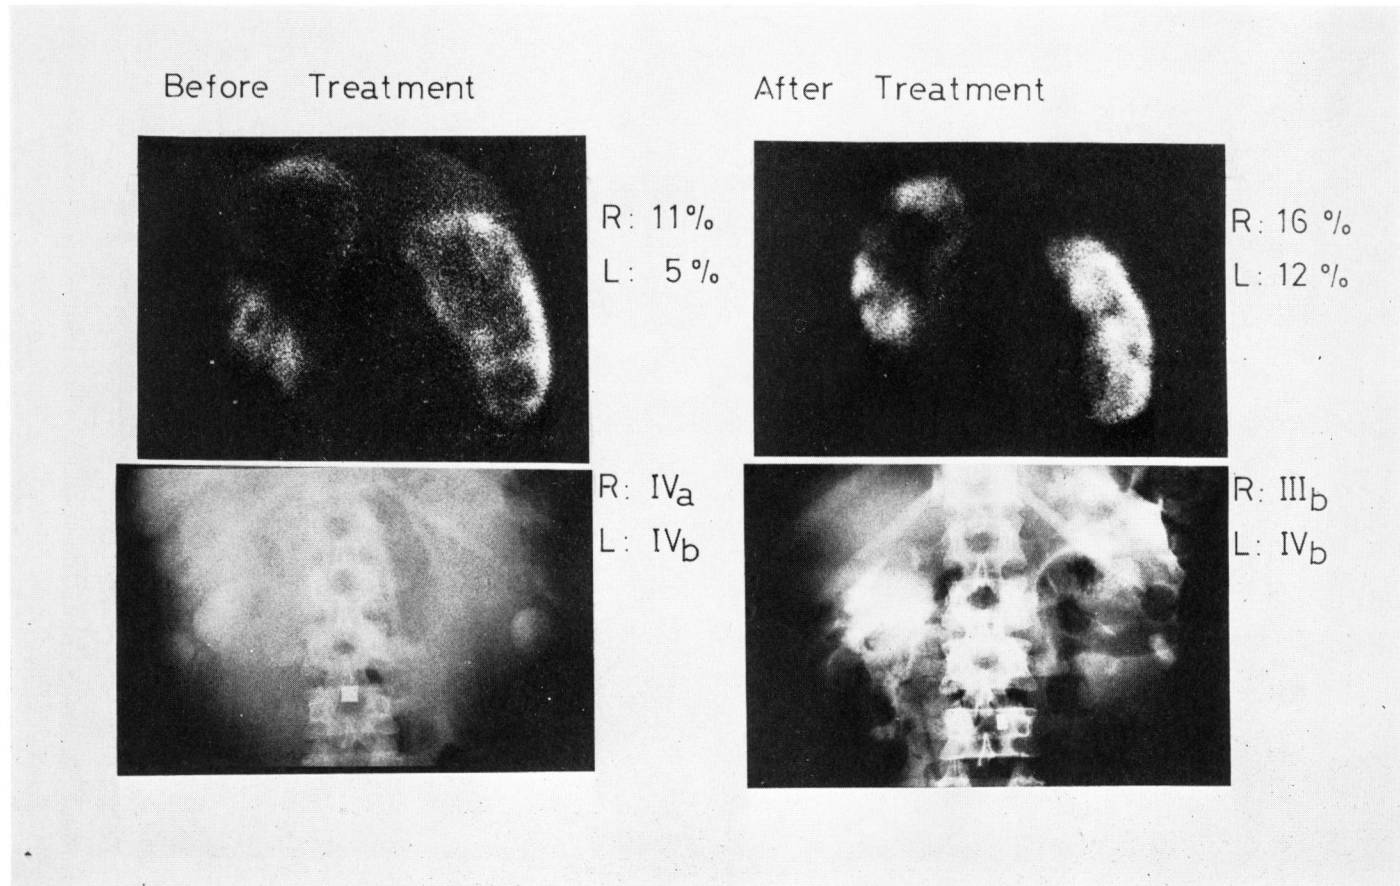 Before Treatment
After Treatment
R: 11%
L: 5%
R: 16 %
L: 12 %
R: IVa
L: IVb
R: IIIb
L: IVb